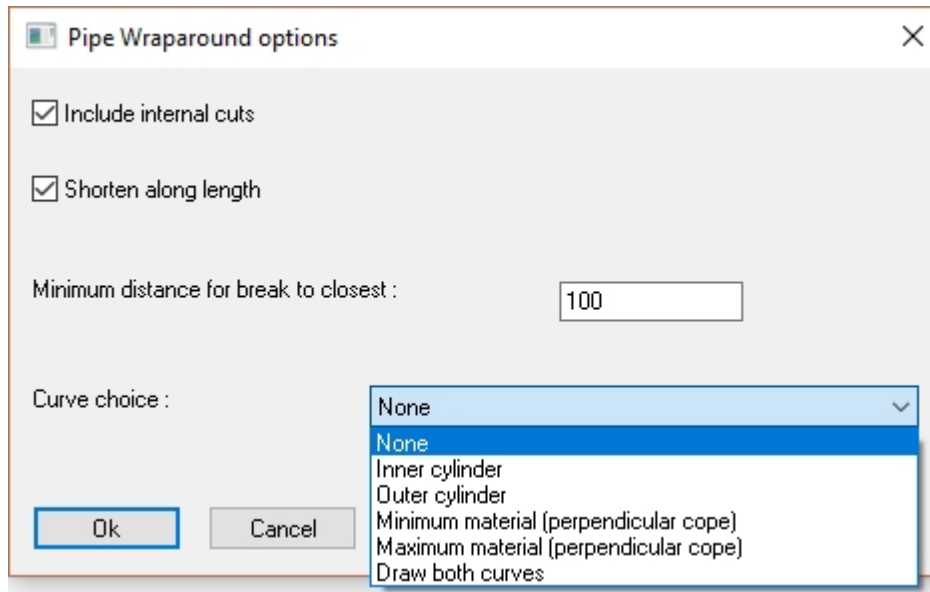 Pipe Wraparound options
Include internal cuts
Shorten along length
Minimum distance for break to closest :
100
Curve choice :
None
None
Inner cylinder
Outer cylinder
Minimum material (perpendicular cope)
Maximum material (perpendicular cope)
Draw both curves
Ok
Cancel